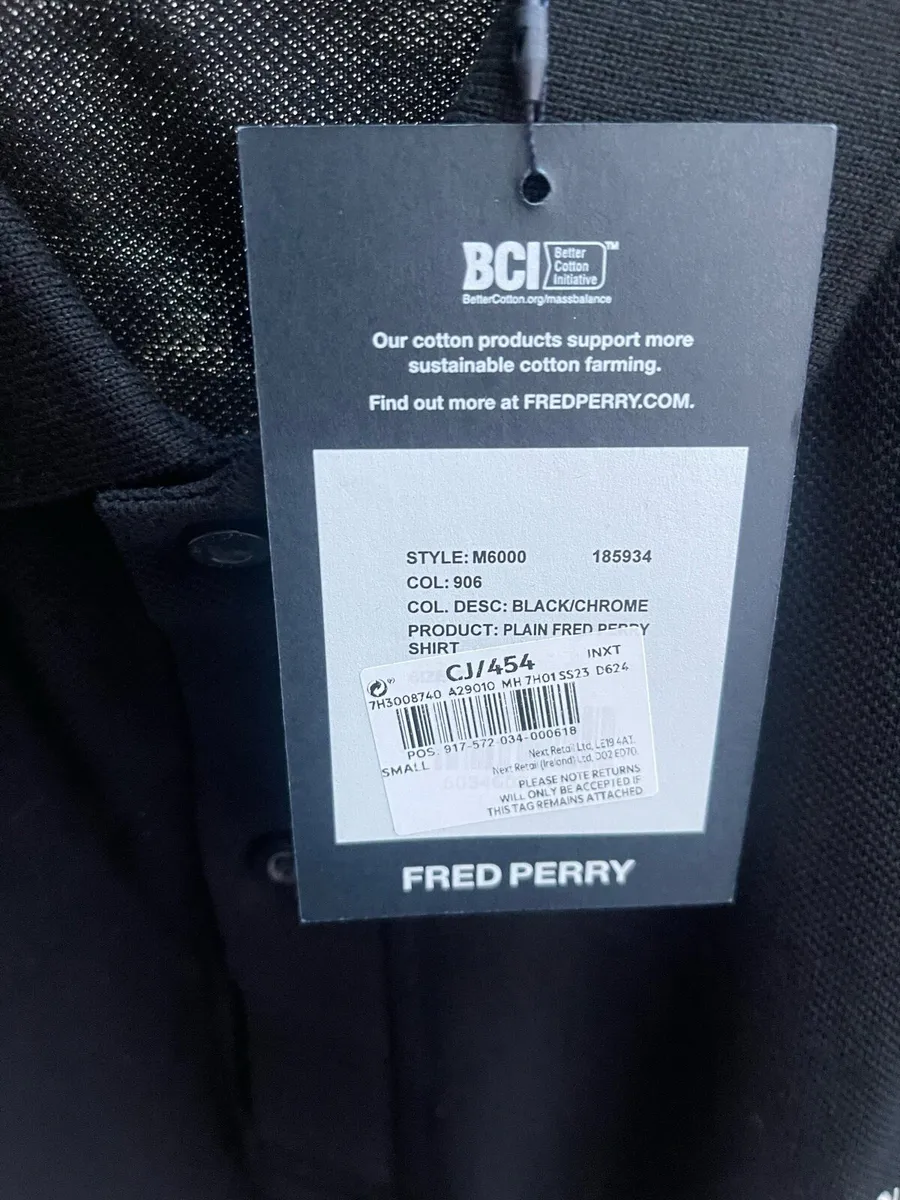 BCI Better
Cotton
Initiative ™
BetterCotton.org/massbalance
Our cotton products support more
sustainable cotton farming.
Find out more at FREDPERRY.COM.
STYLE: M6000 185934
COL: 906
COL. DESC: BLACK/CHROME
PRODUCT: PLAIN FRED PERRY
SHIRT
CJ/454 INXT
7H3008740 A29010 MH 7H01 SS23 D624
POS. 917-572-034-000618
SMALL
Next Retail Ltd, LE19 4AT.
Next Retail (Ireland) Ltd, D02 ED70.
PLEASE NOTE RETURNS
WILL ONLY BE ACCEPTED IF
THIS TAG REMAINS ATTACHED
FRED PERRY